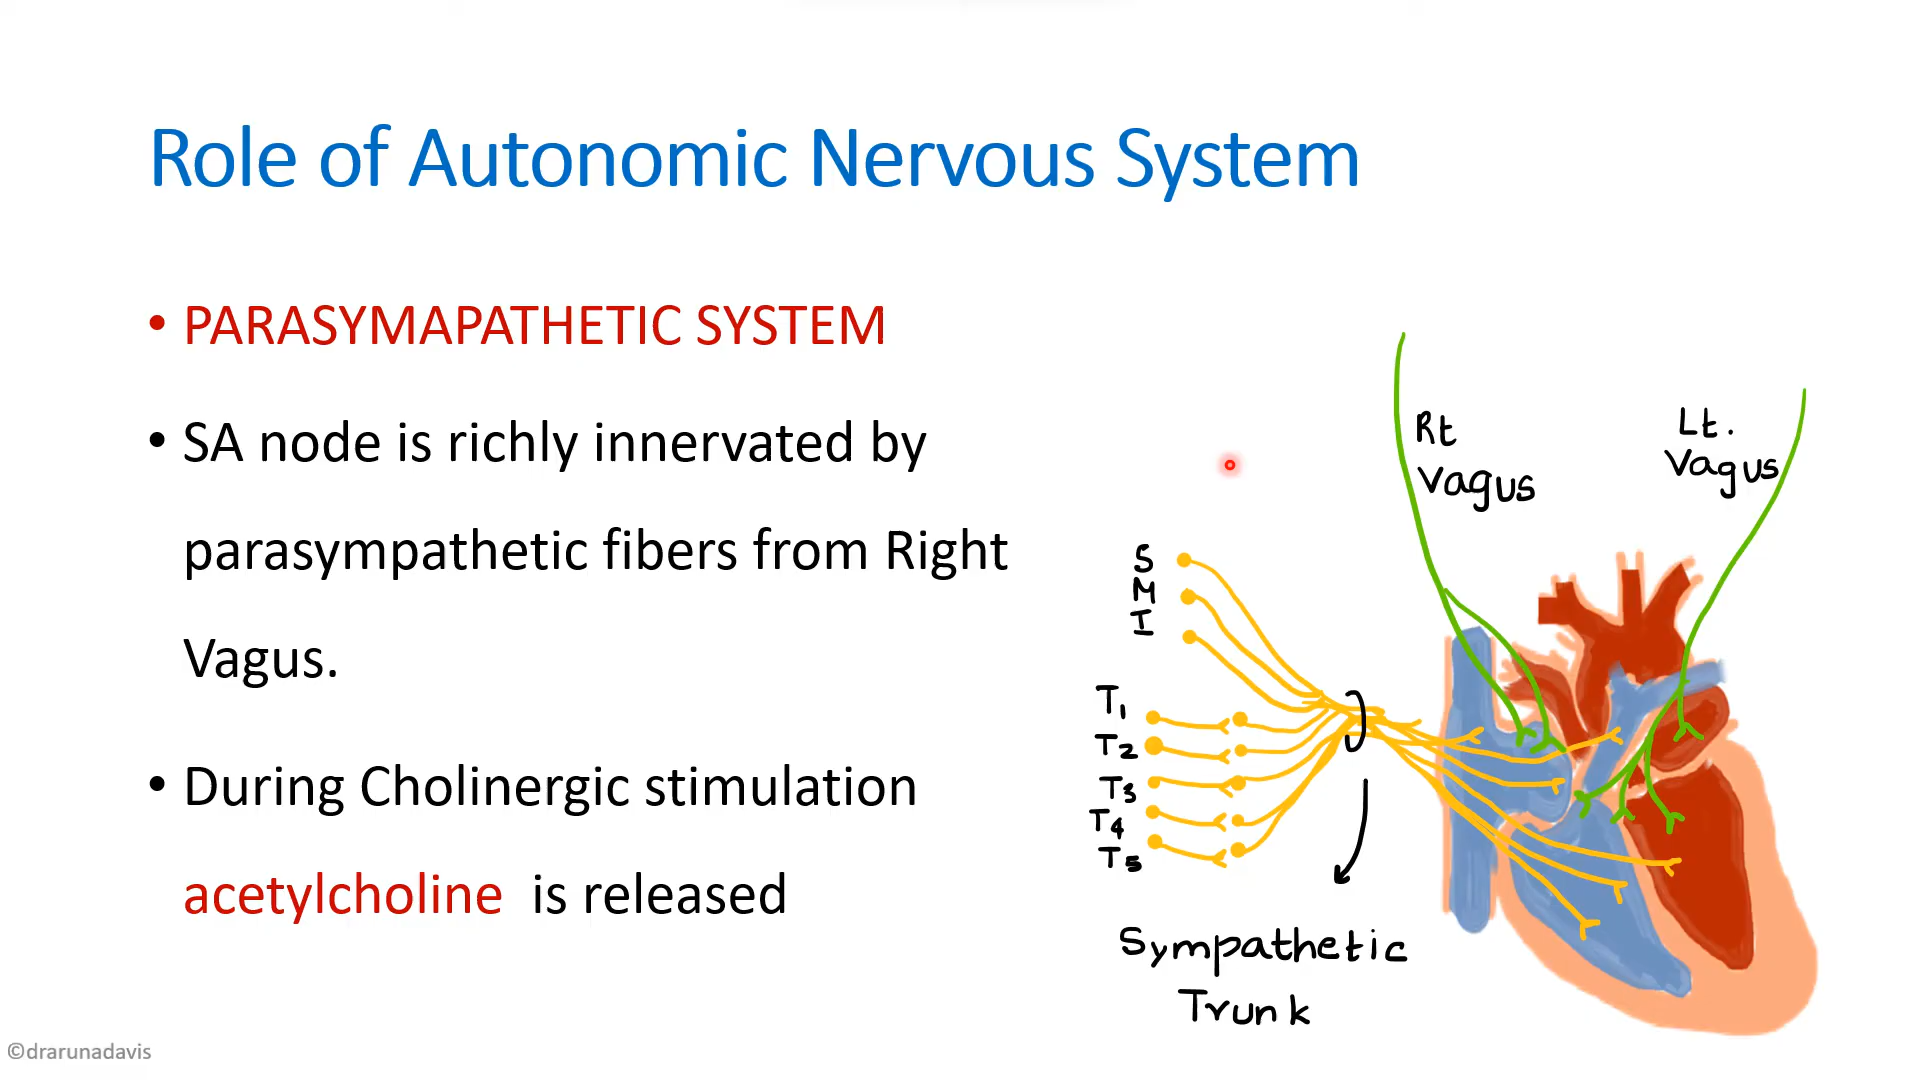 Role of Autonomic Nervous System
• PARASYMAPATHETIC SYSTEM
• SA node is richly innervated by
parasympathetic fibers from Right
Vagus.
• During Cholinergic stimulation
acetylcholine is released
Rt
vagus
Lt.
Vagus
S
M
I
T1
T2
T3
T4
T5
Sympathetic
Trunk
©drarunadavis